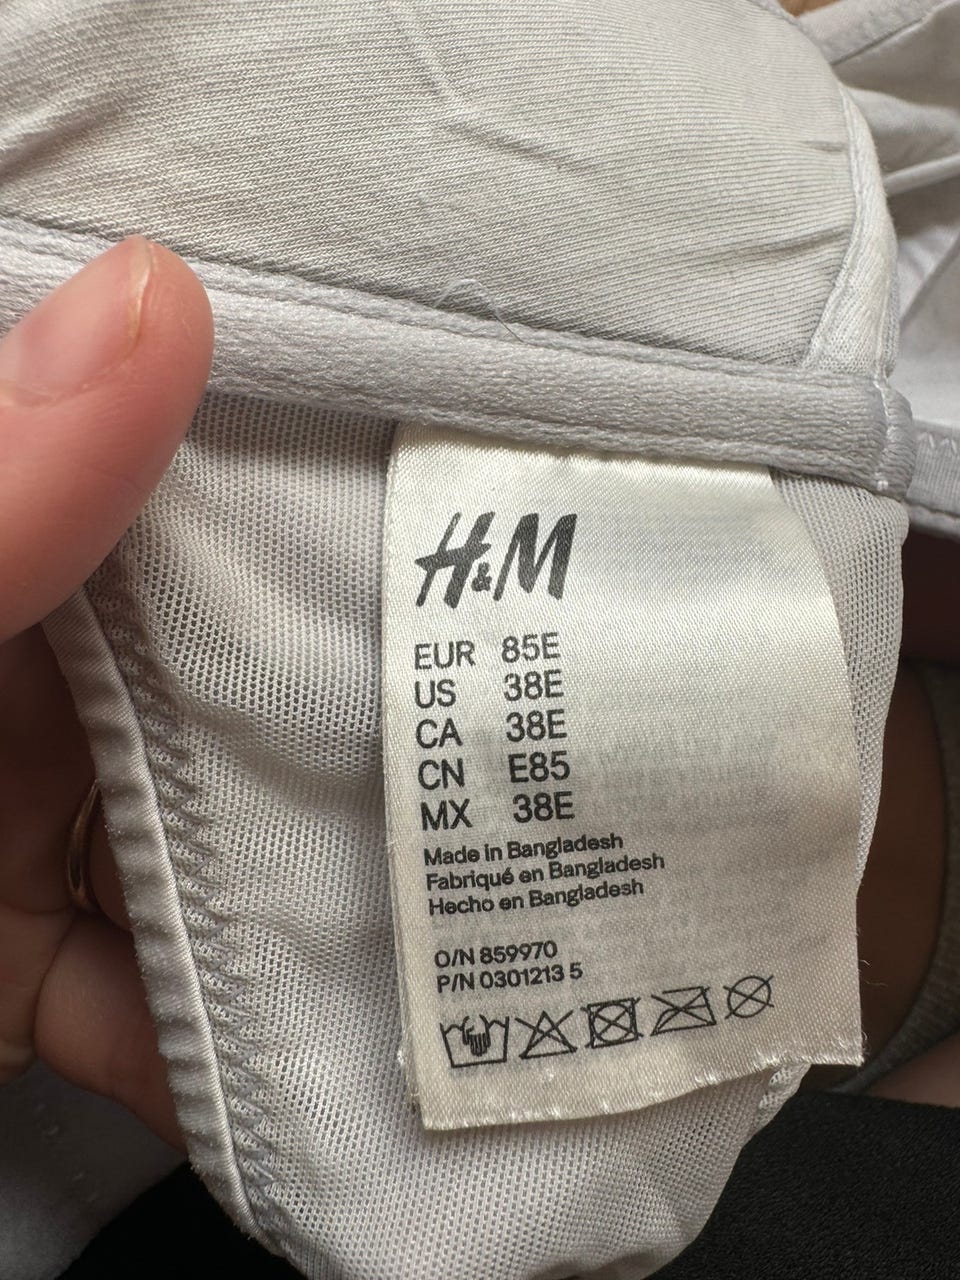 H&M
EUR 85E
US 38E
CA 38E
CN E85
MX 38E
Made in Bangladesh
Fabriqué en Bangladesh
Hecho en Bangladesh
O/N 859970
P/N 0301213 5